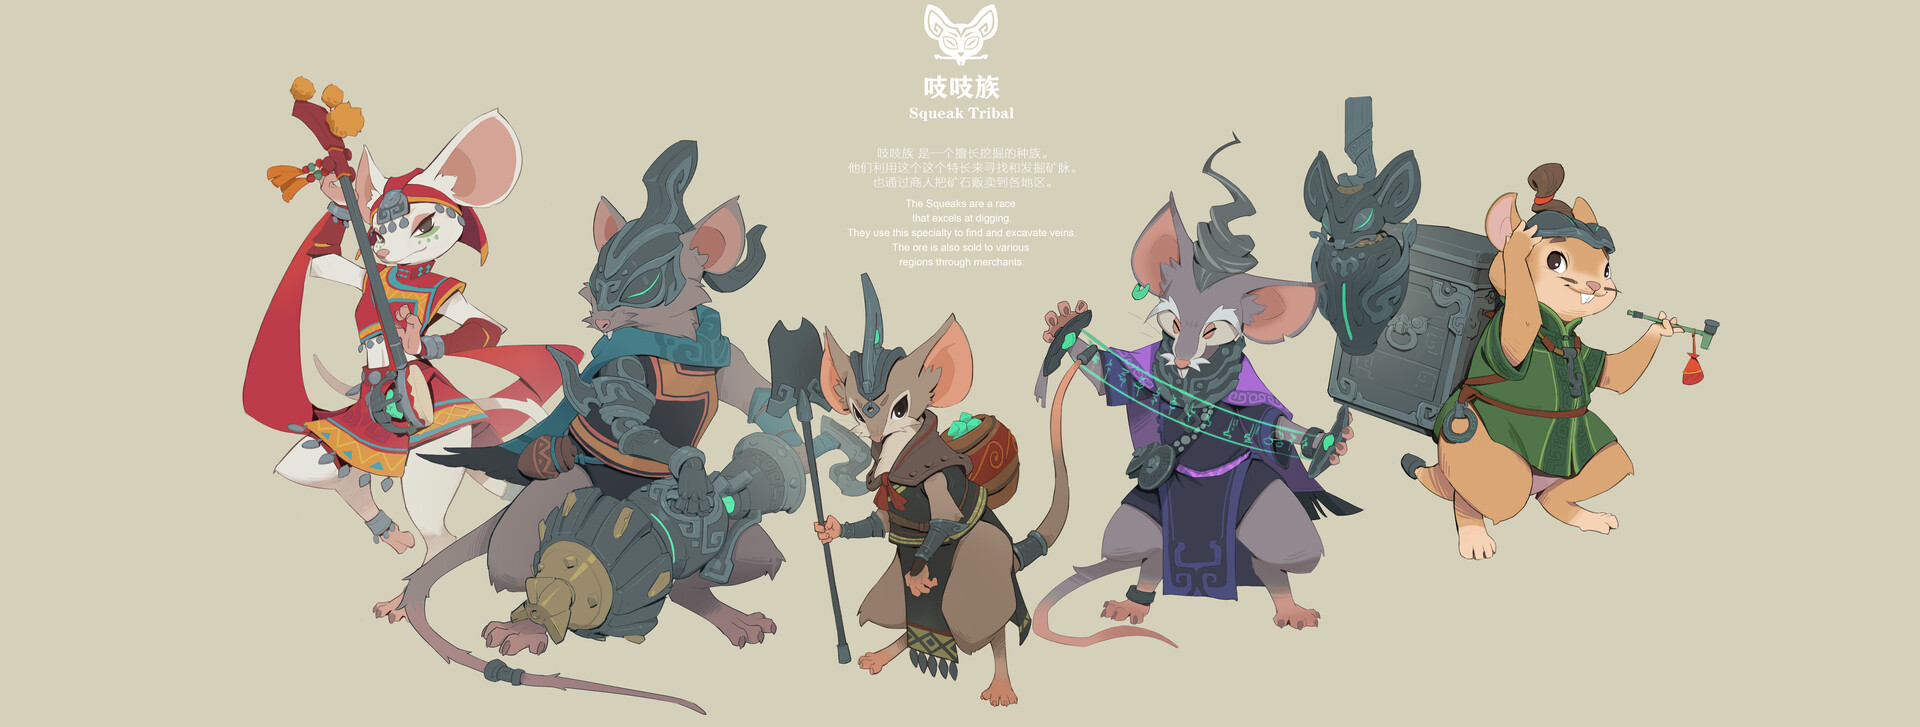 吱吱族
Squeak Tribal
吱吱族 是一个擅长挖掘的种族。
他们利用这个这个特长来寻找和发掘矿脉。
也通过商人把矿石贩卖到各地区。
The Squeaks are a race
that excels at digging.
They use this specialty to find and excavate veins.
The ore is also sold to various
regions through merchants.